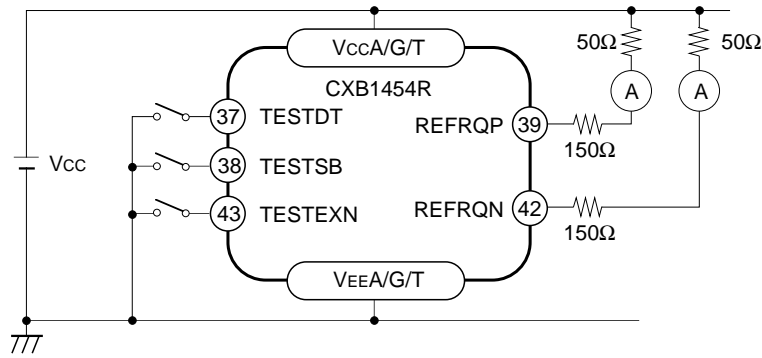 VCCA/G/T
CXB1454R
50Ω
50Ω
A
A
37 TESTDT
REFRQP 39
150Ω
VCC
38 TESTSB
43 TESTEXN
REFRQN 42
150Ω
VEEA/G/T